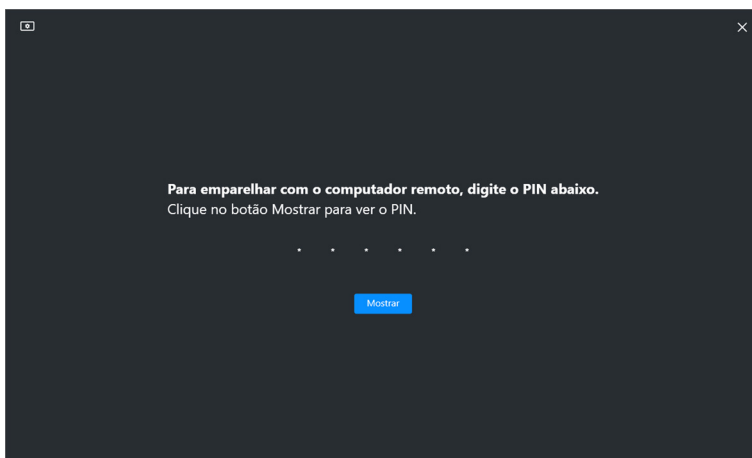 Para emparelhar com o computador remoto, digite o PIN abaixo.
Clique no botão Mostrar para ver o PIN.
* * * * * *
Mostrar